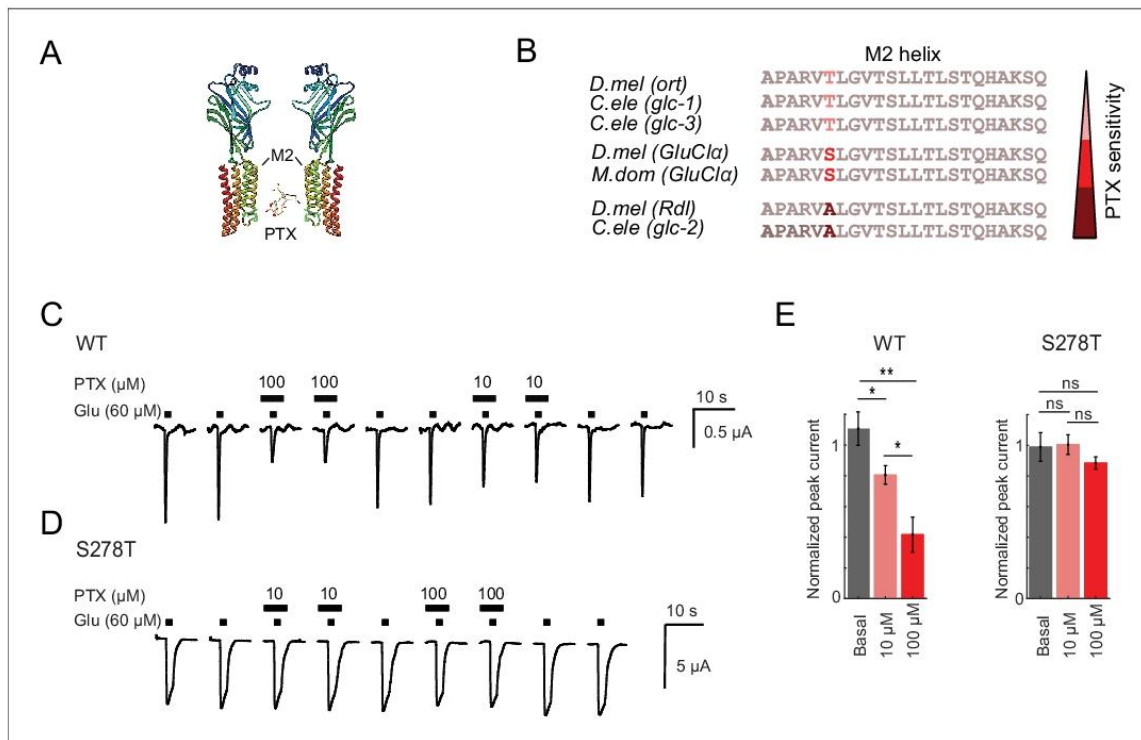 A
M2
PTX
B
M2 helix
D.mel (ort) APARVTLGVTSLLTLSTQHAKSQ
C.ele (glc-1) APARVTLGVTSLLTLSTQHAKSQ
C.ele (glc-3) APARVTLGVTSLLTLSTQHAKSQ
D.mel (GluClα) APARVSLGVTSLLTLSTQHAKSQ
M.dom (GluClα) APARVSLGVTSLLTLSTQHAKSQ
D.mel (Rdl) APARVALGVTSLLTLSTQHAKSQ
C.ele (glc-2) APARVALGVTSLLTLSTQHAKSQ
PTX sensitivity
C
WT
PTX (µM) 100 100 10 10
Glu (60 µM)
10 s
0.5 µA
D
S278T
PTX (µM) 10 10 100 100
Glu (60 µM)
10 s
5 µA
E
WT
**
*
*
1
0
Normalized peak current
Basal
10 µM
100 µM
S278T
ns
ns
ns
1
0
Normalized peak current
Basal
10 µM
100 µM